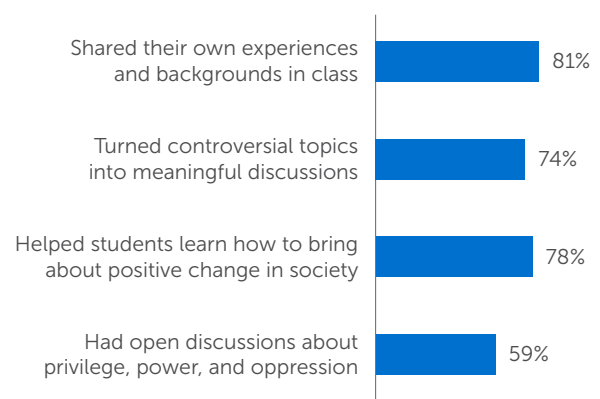 Shared their own experiences
and backgrounds in class
81%
Turned controversial topics
into meaningful discussions
74%
Helped students learn how to bring
about positive change in society
78%
Had open discussions about
privilege, power, and oppression
59%